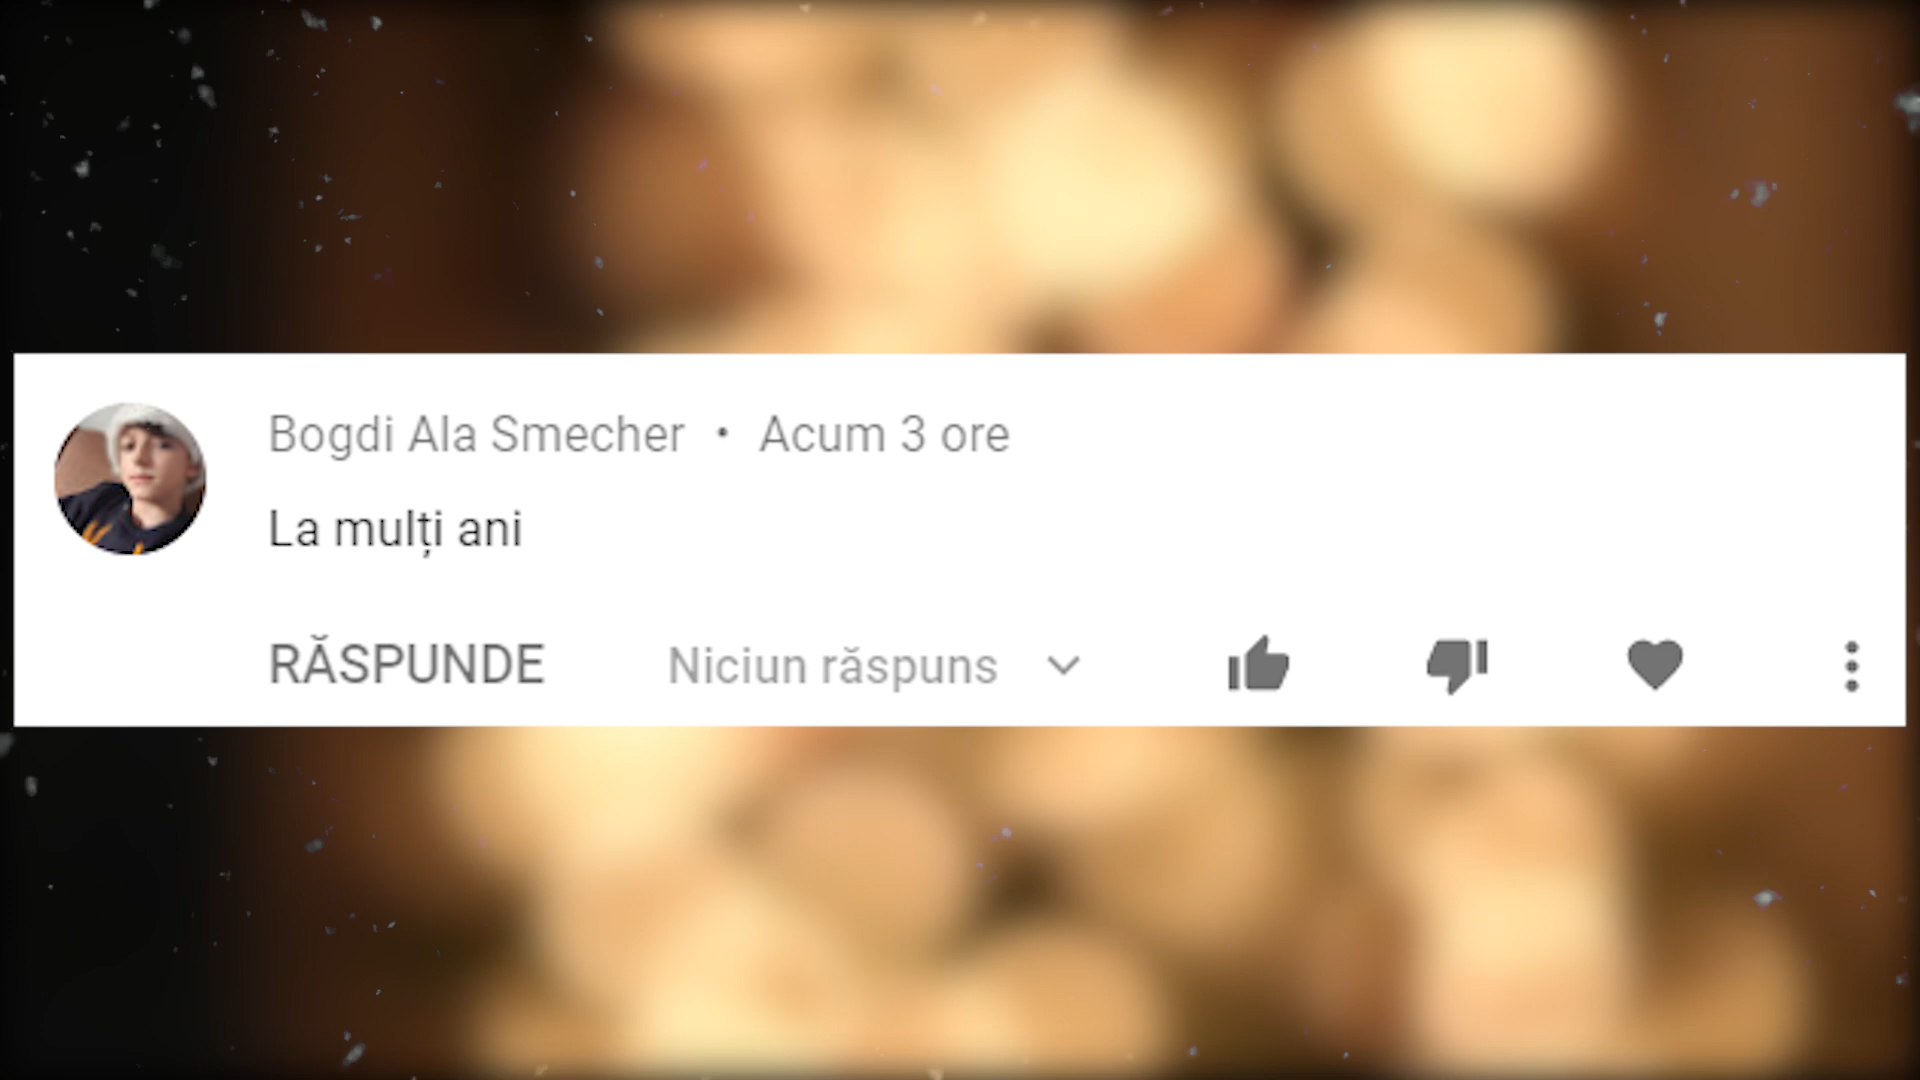 Bogdi Ala Smecher • Acum 3 ore
La mulți ani
RĂSPUNDE Niciun răspuns